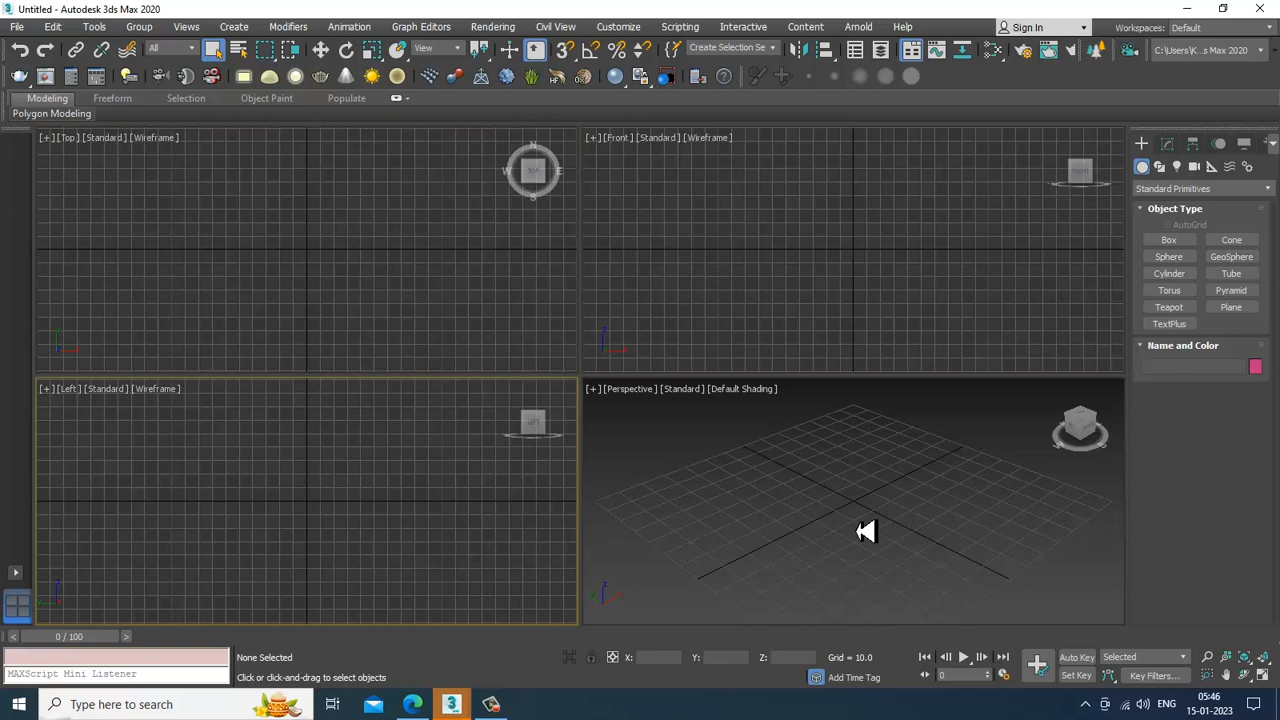 Untitled - Autodesk 3ds Max 2020
File Edit Tools Group Views Create Modifiers Animation Graph Editors Rendering Civil View Customize Scripting Interactive Content Arnold Help Sign In Workspaces: Default
All View Create Selection Se C:\Users\K...s Max 2020
Modeling Freeform Selection Object Paint Populate
Polygon Modeling
[+] [Top] [Standard] [Wireframe]
N
W TOP E
S
[+] [Front] [Standard] [Wireframe]
FRONT
Standard Primitives
Object Type
AutoGrid
Box Cone
Sphere GeoSphere
Cylinder Tube
Torus Pyramid
Teapot Plane
TextPlus
Name and Color
[+] [Left] [Standard] [Wireframe]
LEFT
[+] [Perspective] [Standard] [Default Shading]
0 / 100
None Selected X: Y: Z: Grid = 10.0 Auto Key Selected
MAXScript Mini Listener Click or click-and-drag to select objects Add Time Tag 0 Set Key Key Filters...
Type here to search ENG 05:46
15-01-2023